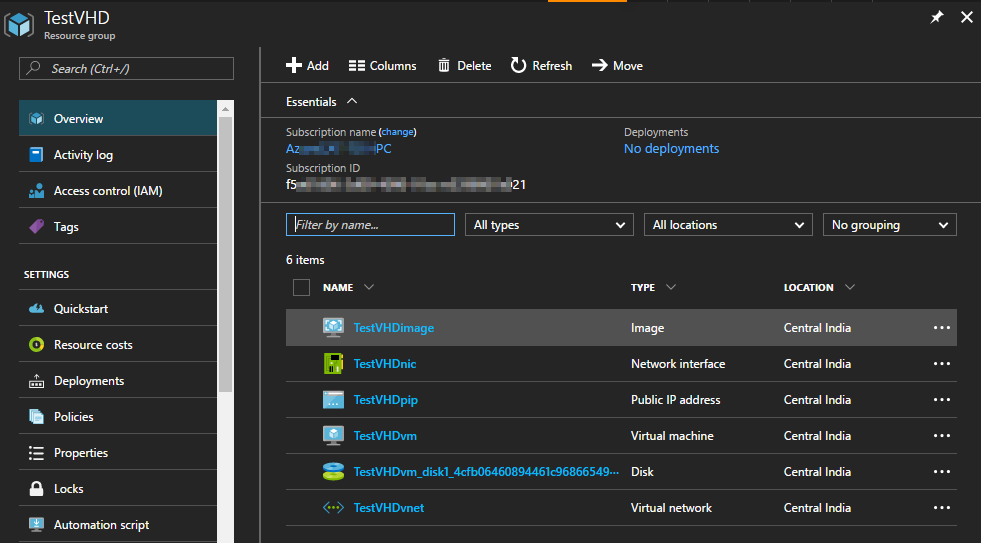 TestVHD
Resource group
Search (Ctrl+/)
Overview
Activity log
Access control (IAM)
Tags
SETTINGS
Quickstart
Resource costs
Deployments
Policies
Properties
Locks
Automation script
Add Columns Delete Refresh Move
Essentials
Subscription name (change) Deployments
No deployments
Subscription ID
Filter by name... All types All locations No grouping
6 items
NAME TYPE LOCATION
TestVHDimage Image Central India
TestVHDnic Network interface Central India
TestVHDpip Public IP address Central India
TestVHDvm Virtual machine Central India
TestVHDvm_disk1_4cfb06460894461c96866549··· Disk Central India
TestVHDvnet Virtual network Central India